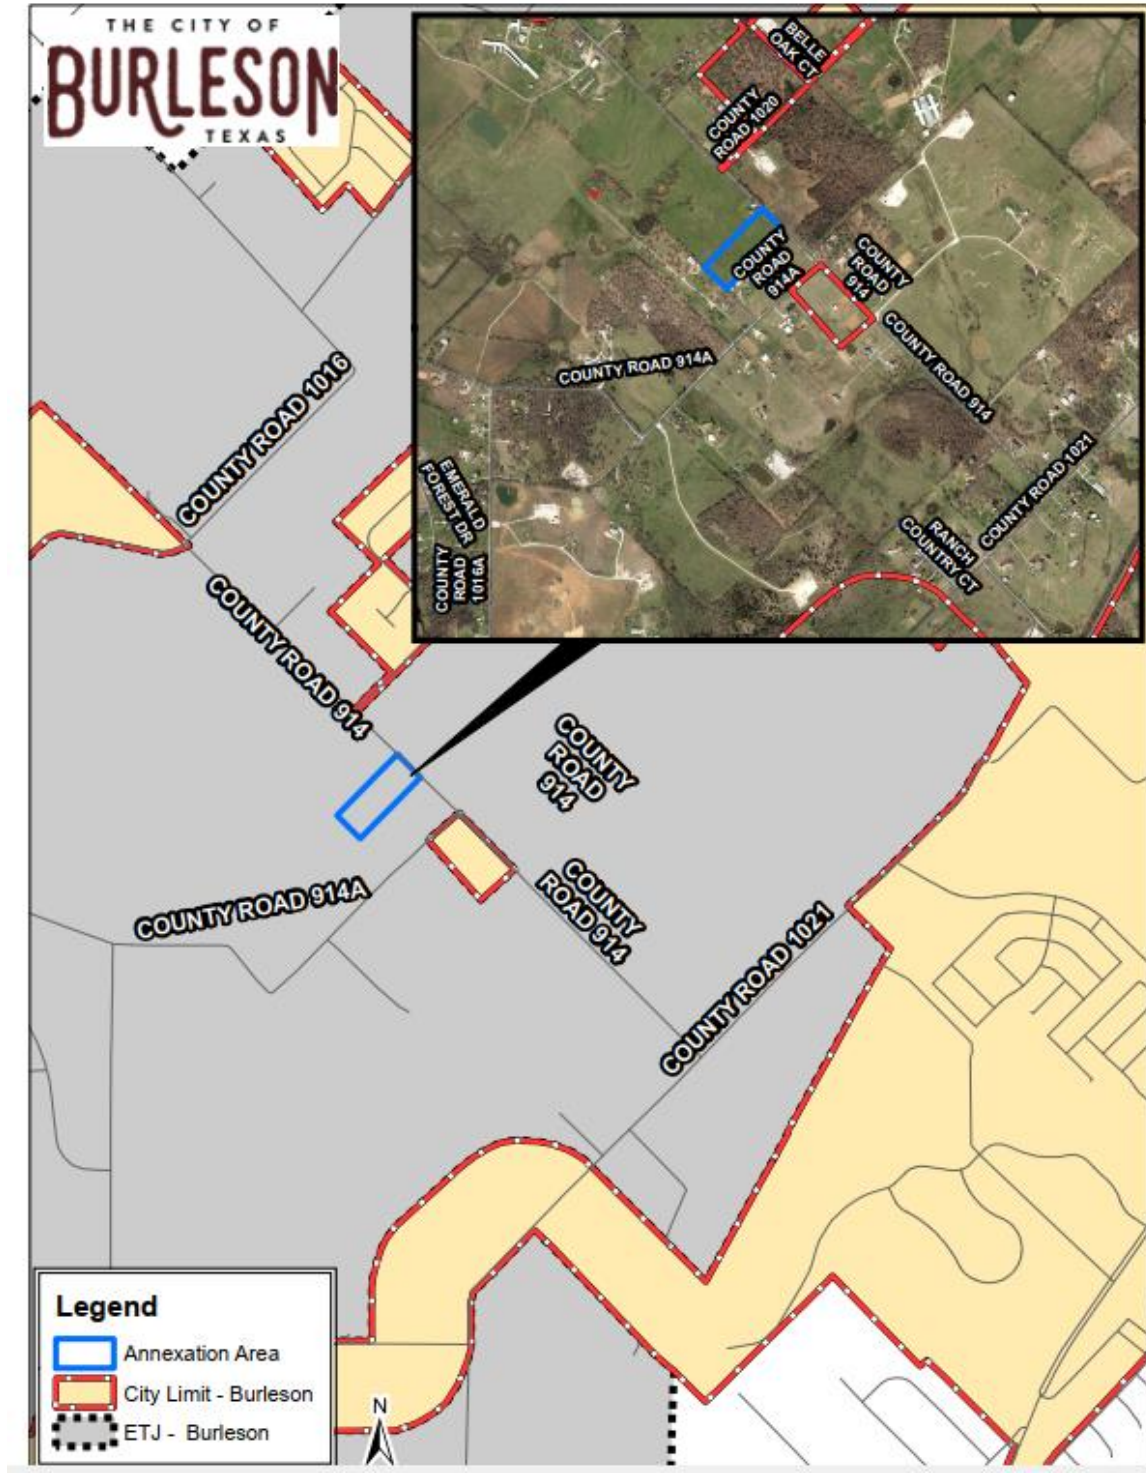 THE CITY OF
BURLESON
TEXAS
BELLE
OAK CT
COUNTY
ROAD 1020
COUNTY
ROAD
914A
COUNTY
ROAD
914
COUNTY ROAD 914
COUNTY ROAD 914A
COUNTY ROAD 1021
EMERALD
FOREST DR
COUNTY
ROAD
1016A
RANCH
COUNTRY CT
COUNTY ROAD 1016
COUNTY ROAD 914
COUNTY
ROAD
914
COUNTY
ROAD 914
COUNTY ROAD 914A
COUNTY ROAD 1021
Legend
Annexation Area
City Limit - Burleson
ETJ - Burleson
N